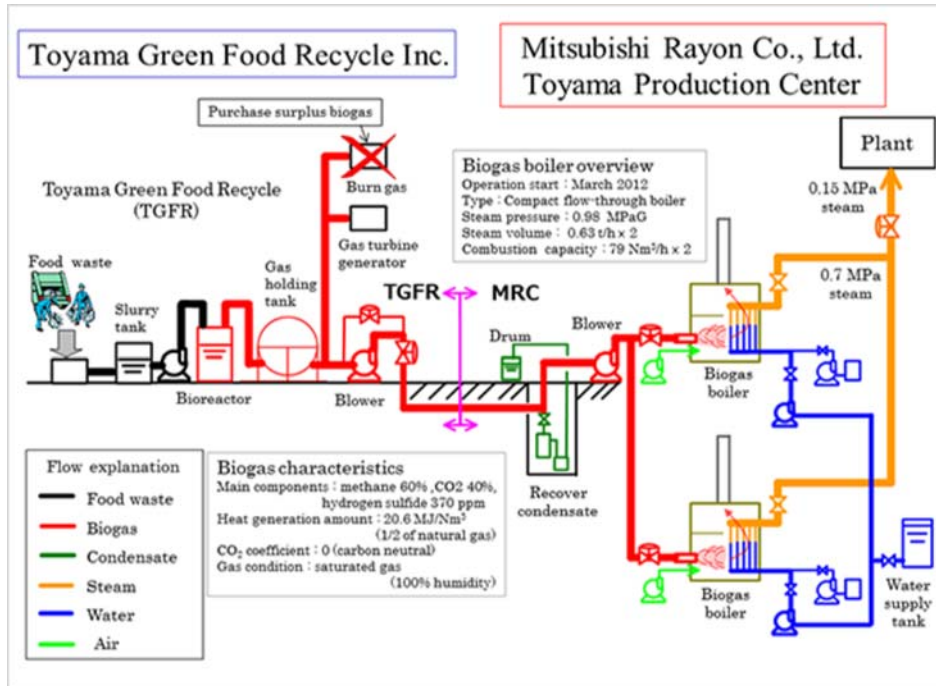 Toyama Green Food Recycle Inc.
Mitsubishi Rayon Co., Ltd.
Toyama Production Center
Purchase surplus biogas
Burn gas
Toyama Green Food Recycle
(TGFR)
Gas turbine
generator
Food waste
Slurry
tank
Gas
holding
tank
Bioreactor
Blower
TGFR
MRC
Biogas boiler overview
Operation start : March 2012
Type : Compact flow-through boiler
Steam pressure : 0.98 MPaG
Steam volume : 0.63 t/h × 2
Combustion capacity : 79 Nm³/h × 2
Plant
0.15 MPa
steam
0.7 MPa
steam
Drum
Blower
Biogas
boiler
Recover
condensate
Biogas
boiler
Water
supply
tank
Flow explanation
Food waste
Biogas
Condensate
Steam
Water
Air
Biogas characteristics
Main components : methane 60% ,CO2 40%,
hydrogen sulfide 370 ppm
Heat generation amount : 20.6 MJ/Nm³
(1/2 of natural gas)
CO₂ coefficient : 0 (carbon neutral)
Gas condition : saturated gas
(100% humidity)